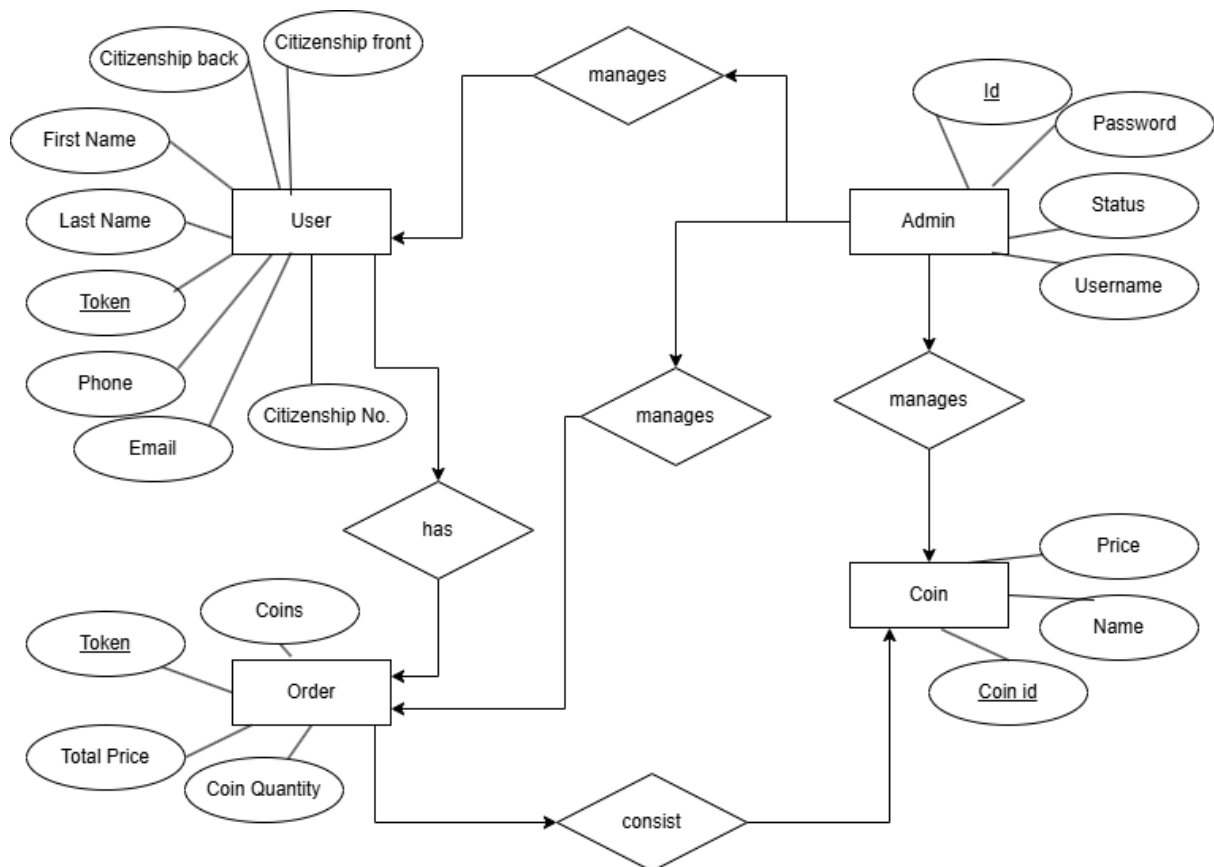 Citizenship back
Citizenship front
manages
Id
Password
First Name
Last Name
User
Admin
Status
Username
Token
Phone
Email
Citizenship No.
manages
manages
has
Price
Coin
Name
Coin id
Coins
Token
Order
Total Price
Coin Quantity
consist